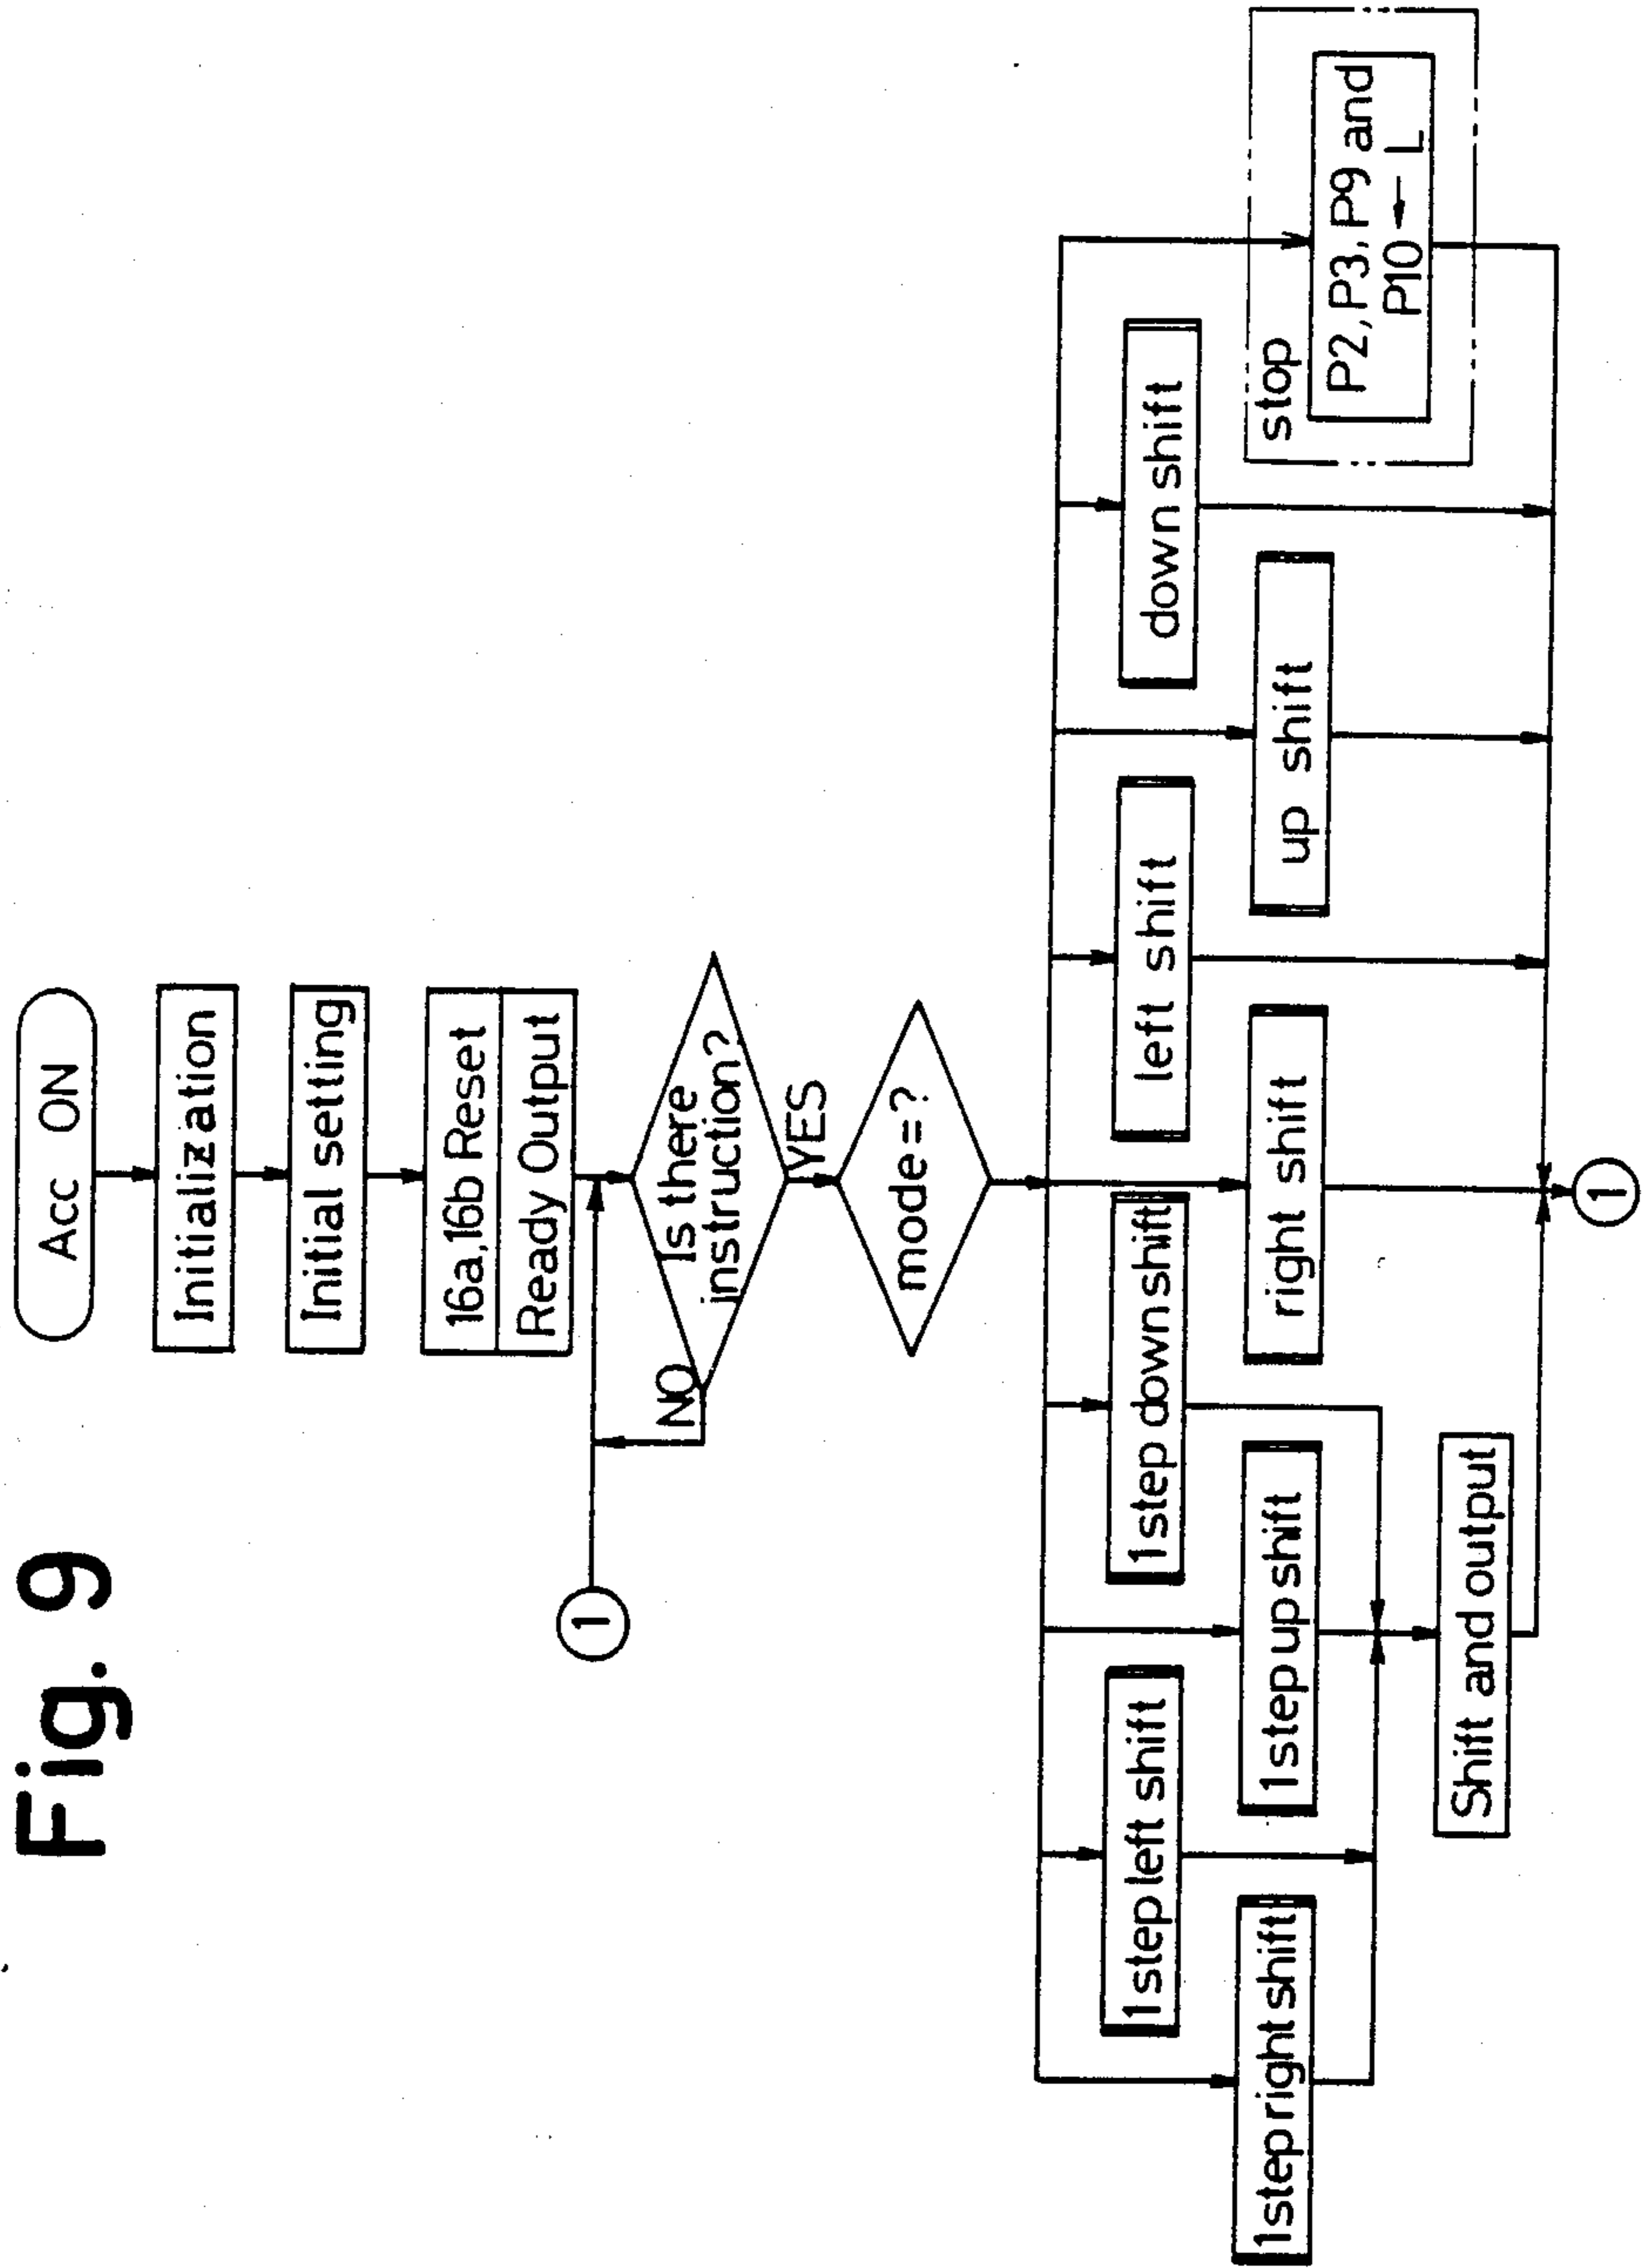 Fig. 9
Acc ON
Initialization
Initial setting
16a,16b Reset
Ready Output
1
Is there
instruction?
NO
YES
mode=?
1step left shift
1step down shift
left shift
down shift
1step right shift
1step up shift
right shift
up shift
stop
P2,P3,P9 and
P10 ← L
Shift and output
1